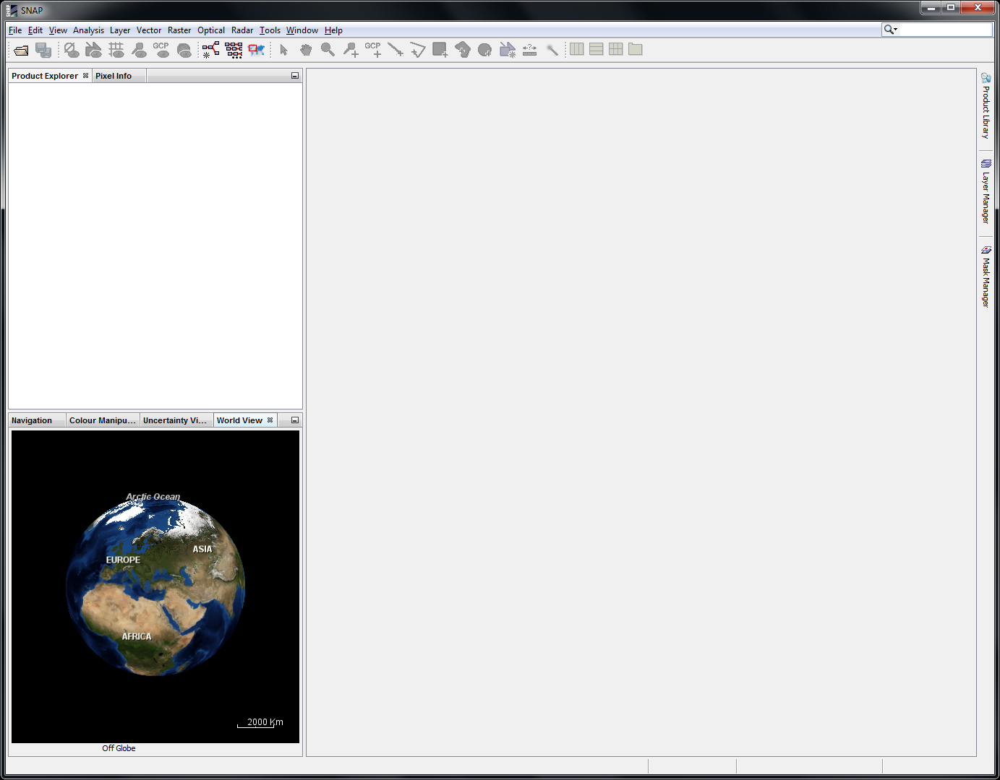 SNAP
File Edit View Analysis Layer Vector Raster Optical Radar Tools Window Help
GCP GCP
Product Explorer Pixel Info
Product Library
Layer Manager
Mask Manager
Navigation Colour Manipu... Uncertainty Vi... World View
Arctic Ocean
ASIA
EUROPE
AFRICA
2000 Km
Off Globe